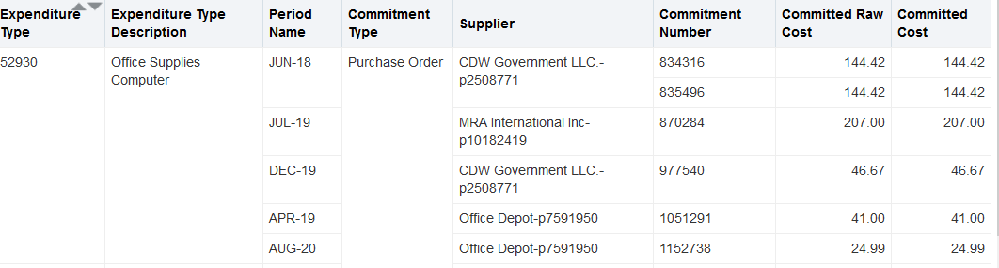 Expenditure Type Expenditure Type Description Period Name Commitment Type Supplier Commitment Number Committed Raw Cost Committed Cost
52930 Office Supplies Computer JUN-18 Purchase Order CDW Government LLC.-p2508771 834316 144.42 144.42
835496 144.42 144.42
JUL-19 MRA International Inc-p10182419 870284 207.00 207.00
DEC-19 CDW Government LLC.-p2508771 977540 46.67 46.67
APR-19 Office Depot-p7591950 1051291 41.00 41.00
AUG-20 Office Depot-p7591950 1152738 24.99 24.99